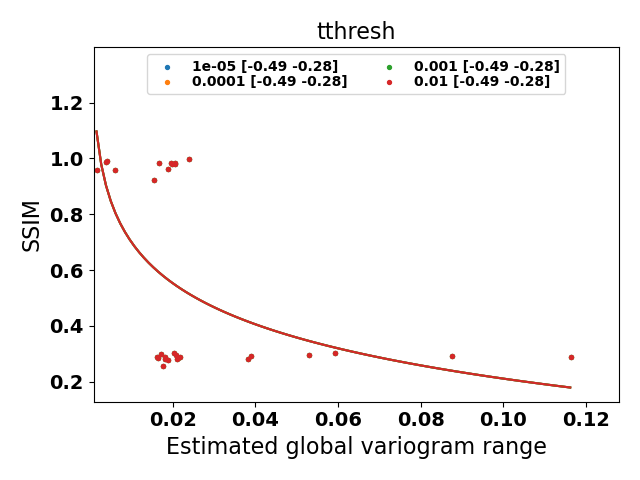 tthresh
1e-05 [-0.49 -0.28]
0.0001 [-0.49 -0.28]
0.001 [-0.49 -0.28]
0.01 [-0.49 -0.28]
SSIM
1.2
1.0
0.8
0.6
0.4
0.2
0.02 0.04 0.06 0.08 0.10 0.12
Estimated global variogram range